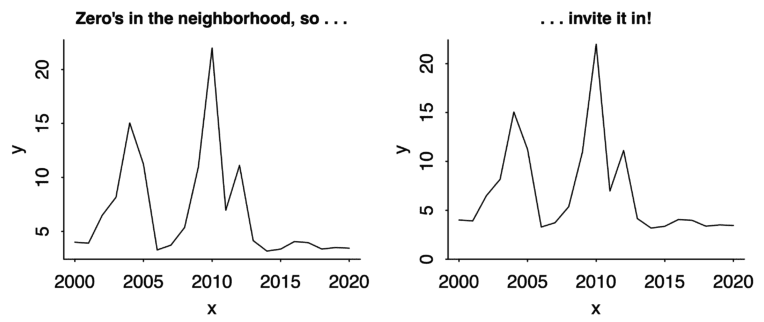 Zero's in the neighborhood, so . . .
y
20
15
10
5
2000 2005 2010 2015 2020
x
. . . invite it in!
y
20
15
10
5
0
2000 2005 2010 2015 2020
x